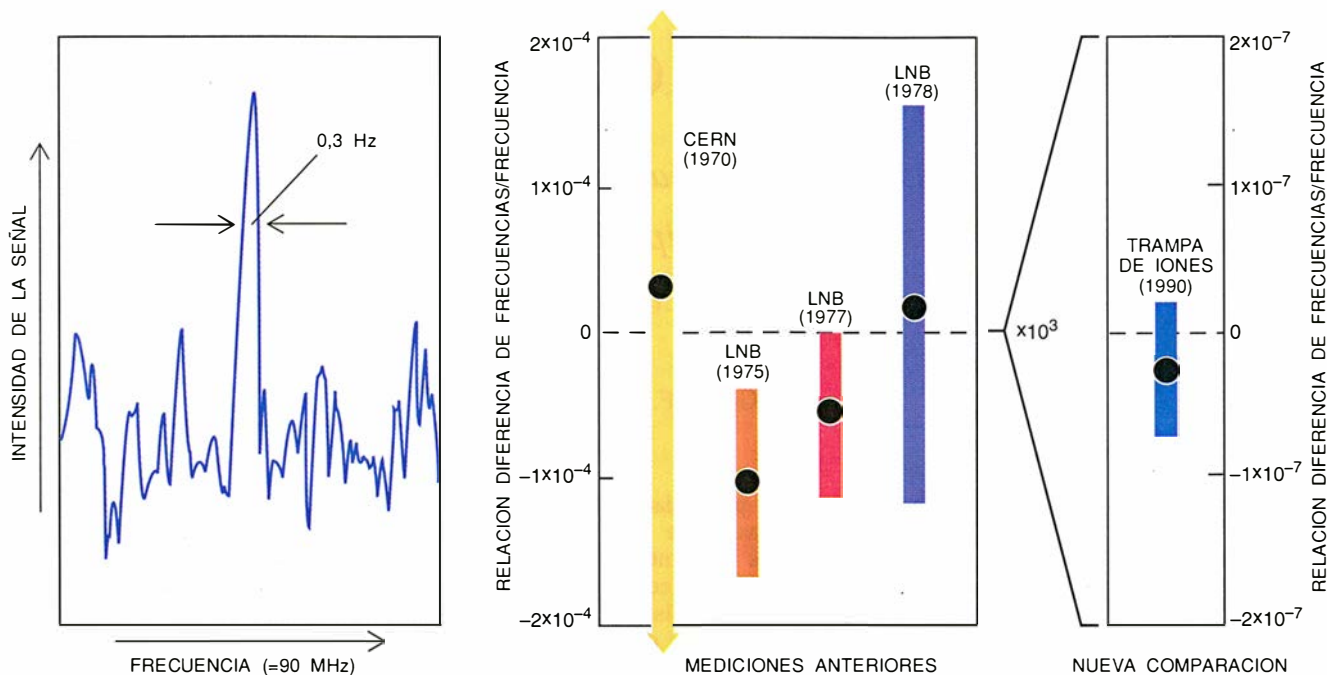 INTENSIDAD DE LA SEÑAL
0,3 Hz
FRECUENCIA (=90 MHz)
RELACION DIFERENCIA DE FRECUENCIAS/FRECUENCIA
2×10⁻⁴
1×10⁻⁴
0
−1×10⁻⁴
−2×10⁻⁴
CERN
(1970)
LNB
(1975)
LNB
(1977)
LNB
(1978)
MEDICIONES ANTERIORES
×10³
TRAMPA
DE IONES
(1990)
2×10⁻⁷
1×10⁻⁷
0
−1×10⁻⁷
−2×10⁻⁷
RELACION DIFERENCIA DE FRECUENCIAS/FRECUENCIA
NUEVA COMPARACION